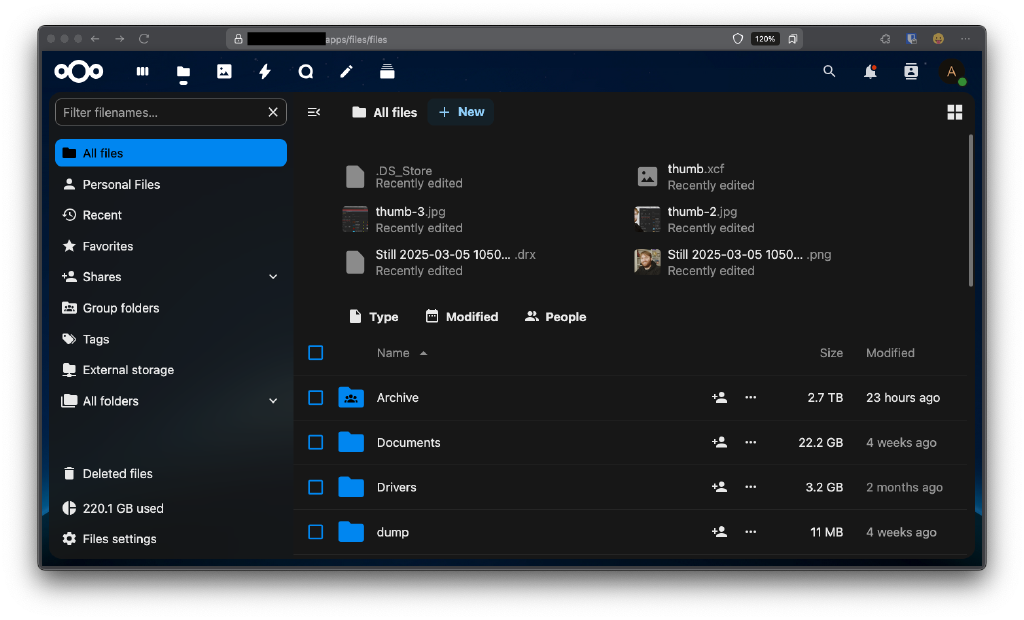 apps/files/files
120%
A
Filter filenames...
All files
+ New
All files
Personal Files
Recent
Favorites
Shares
Group folders
Tags
External storage
All folders
Deleted files
220.1 GB used
Files settings
.DS_Store
Recently edited
thumb.xcf
Recently edited
thumb-3.jpg
Recently edited
thumb-2.jpg
Recently edited
Still 2025-03-05 1050... .drx
Recently edited
Still 2025-03-05 1050... .png
Recently edited
Type Modified People
Name Size Modified
Archive 2.7 TB 23 hours ago
Documents 22.2 GB 4 weeks ago
Drivers 3.2 GB 2 months ago
dump 11 MB 4 weeks ago